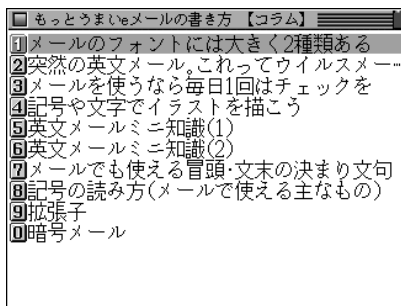 もっとうまいeメールの書き方 【コラム】
1メールのフォントには大きく2種類ある
2突然の英文メール。これってウイルスメー…
3メールを使うなら毎日1回はチェックを
4記号や文字でイラストを描こう
5英文メールミニ知識(1)
6英文メールミニ知識(2)
7メールでも使える冒頭･文末の決まり文句
8記号の読み方(メールで使える主なもの)
9拡張子
0暗号メール